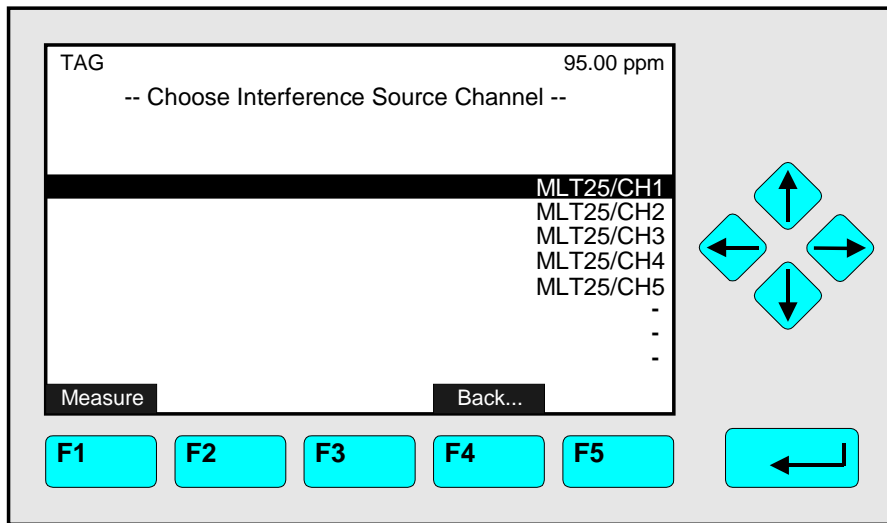 TAG 95.00 ppm
-- Choose Interference Source Channel --
MLT25/CH1
MLT25/CH2
MLT25/CH3
MLT25/CH4
MLT25/CH5
-
-
-
Measure Back...
F1 F2 F3 F4 F5